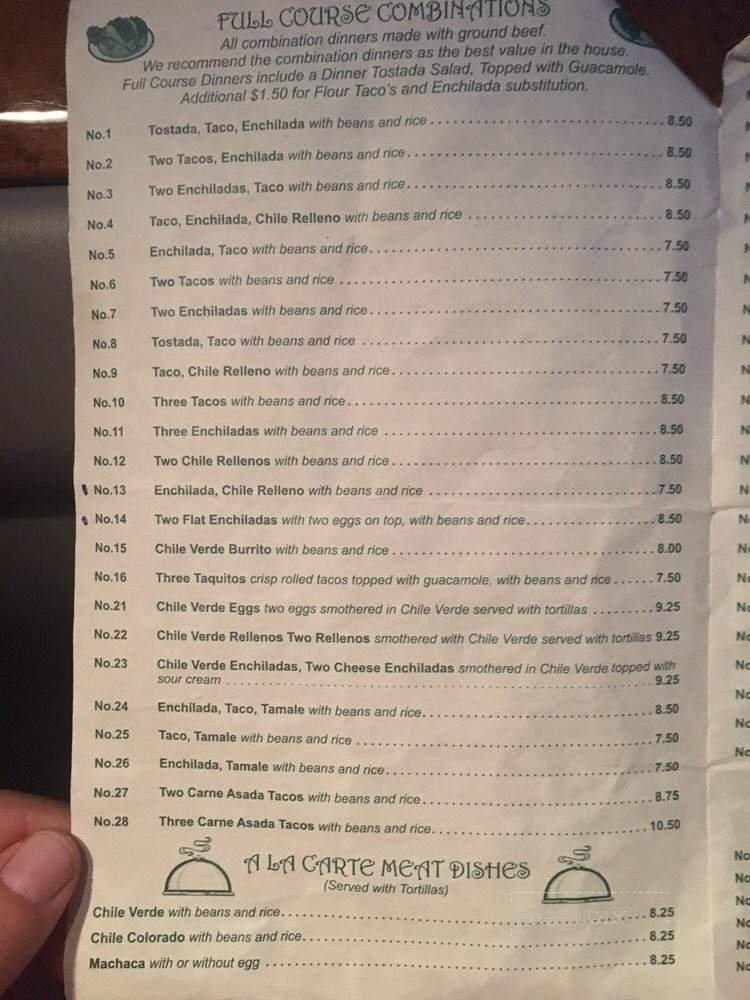 FULL COURSE COMBINATIONS
All combination dinners made with ground beef.
We recommend the combination dinners as the best value in the house.
Full Course Dinners include a Dinner Tostada Salad, Topped with Guacamole.
Additional $1.50 for Flour Taco's and Enchilada substitution.
No.1 Tostada, Taco, Enchilada with beans and rice 8.50
No.2 Two Tacos, Enchilada with beans and rice 8.50
No.3 Two Enchiladas, Taco with beans and rice 8.50
No.4 Taco, Enchilada, Chile Relleno with beans and rice 8.50
No.5 Enchilada, Taco with beans and rice 7.50
No.6 Two Tacos with beans and rice 7.50
No.7 Two Enchiladas with beans and rice 7.50
No.8 Tostada, Taco with beans and rice 7.50
No.9 Taco, Chile Relleno with beans and rice 7.50
No.10 Three Tacos with beans and rice 8.50
No.11 Three Enchiladas with beans and rice 8.50
No.12 Two Chile Rellenos with beans and rice 8.50
No.13 Enchilada, Chile Relleno with beans and rice 7.50
No.14 Two Flat Enchiladas with two eggs on top, with beans and rice 8.50
No.15 Chile Verde Burrito with beans and rice 8.00
No.16 Three Taquitos crisp rolled tacos topped with guacamole, with beans and rice 7.50
No.21 Chile Verde Eggs two eggs smothered in Chile Verde served with tortillas 9.25
No.22 Chile Verde Rellenos Two Rellenos smothered with Chile Verde served with tortillas 9.25
No.23 Chile Verde Enchiladas, Two Cheese Enchiladas smothered in Chile Verde topped with
sour cream 9.25
No.24 Enchilada, Taco, Tamale with beans and rice 8.50
No.25 Taco, Tamale with beans and rice 7.50
No.26 Enchilada, Tamale with beans and rice 7.50
No.27 Two Carne Asada Tacos with beans and rice 8.75
No.28 Three Carne Asada Tacos with beans and rice 10.50
A LA CARTE MEAT DISHES
(Served with Tortillas)
Chile Verde with beans and rice 8.25
Chile Colorado with beans and rice 8.25
Machaca with or without egg 8.25